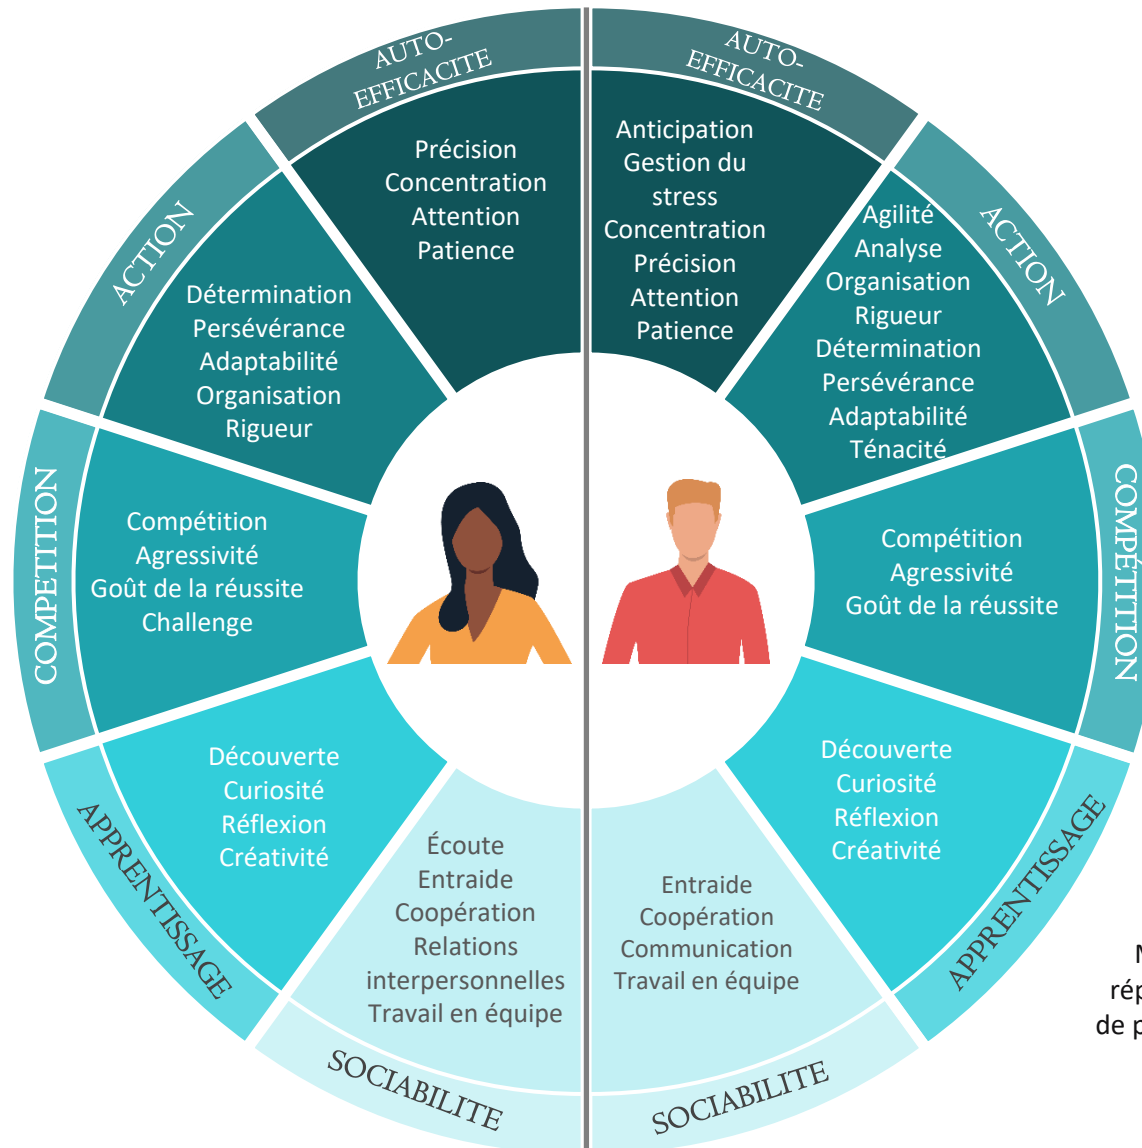 AUTO-
EFFICACITE
Précision
Concentration
Attention
Patience
ACTION
Détermination
Persévérance
Adaptabilité
Organisation
Rigueur
COMPÉTITION
Compétition
Agressivité
Goût de la réussite
Challenge
APPRENTISSAGE
Découverte
Curiosité
Réflexion
Créativité
Écoute
Entraide
Coopération
Relations
interpersonnelles
Travail en équipe
SOCIABILITE
AUTO-
EFFICACITE
Anticipation
Gestion du
stress
Concentration
Précision
Attention
Patience
ACTION
Agilité
Analyse
Organisation
Rigueur
Détermination
Persévérance
Adaptabilité
Ténacité
COMPÉTITION
Compétition
Agressivité
Goût de la réussite
APPRENTISSAGE
Découverte
Curiosité
Réflexion
Créativité
Entraide
Coopération
Communication
Travail en équipe
SOCIABILITE
de